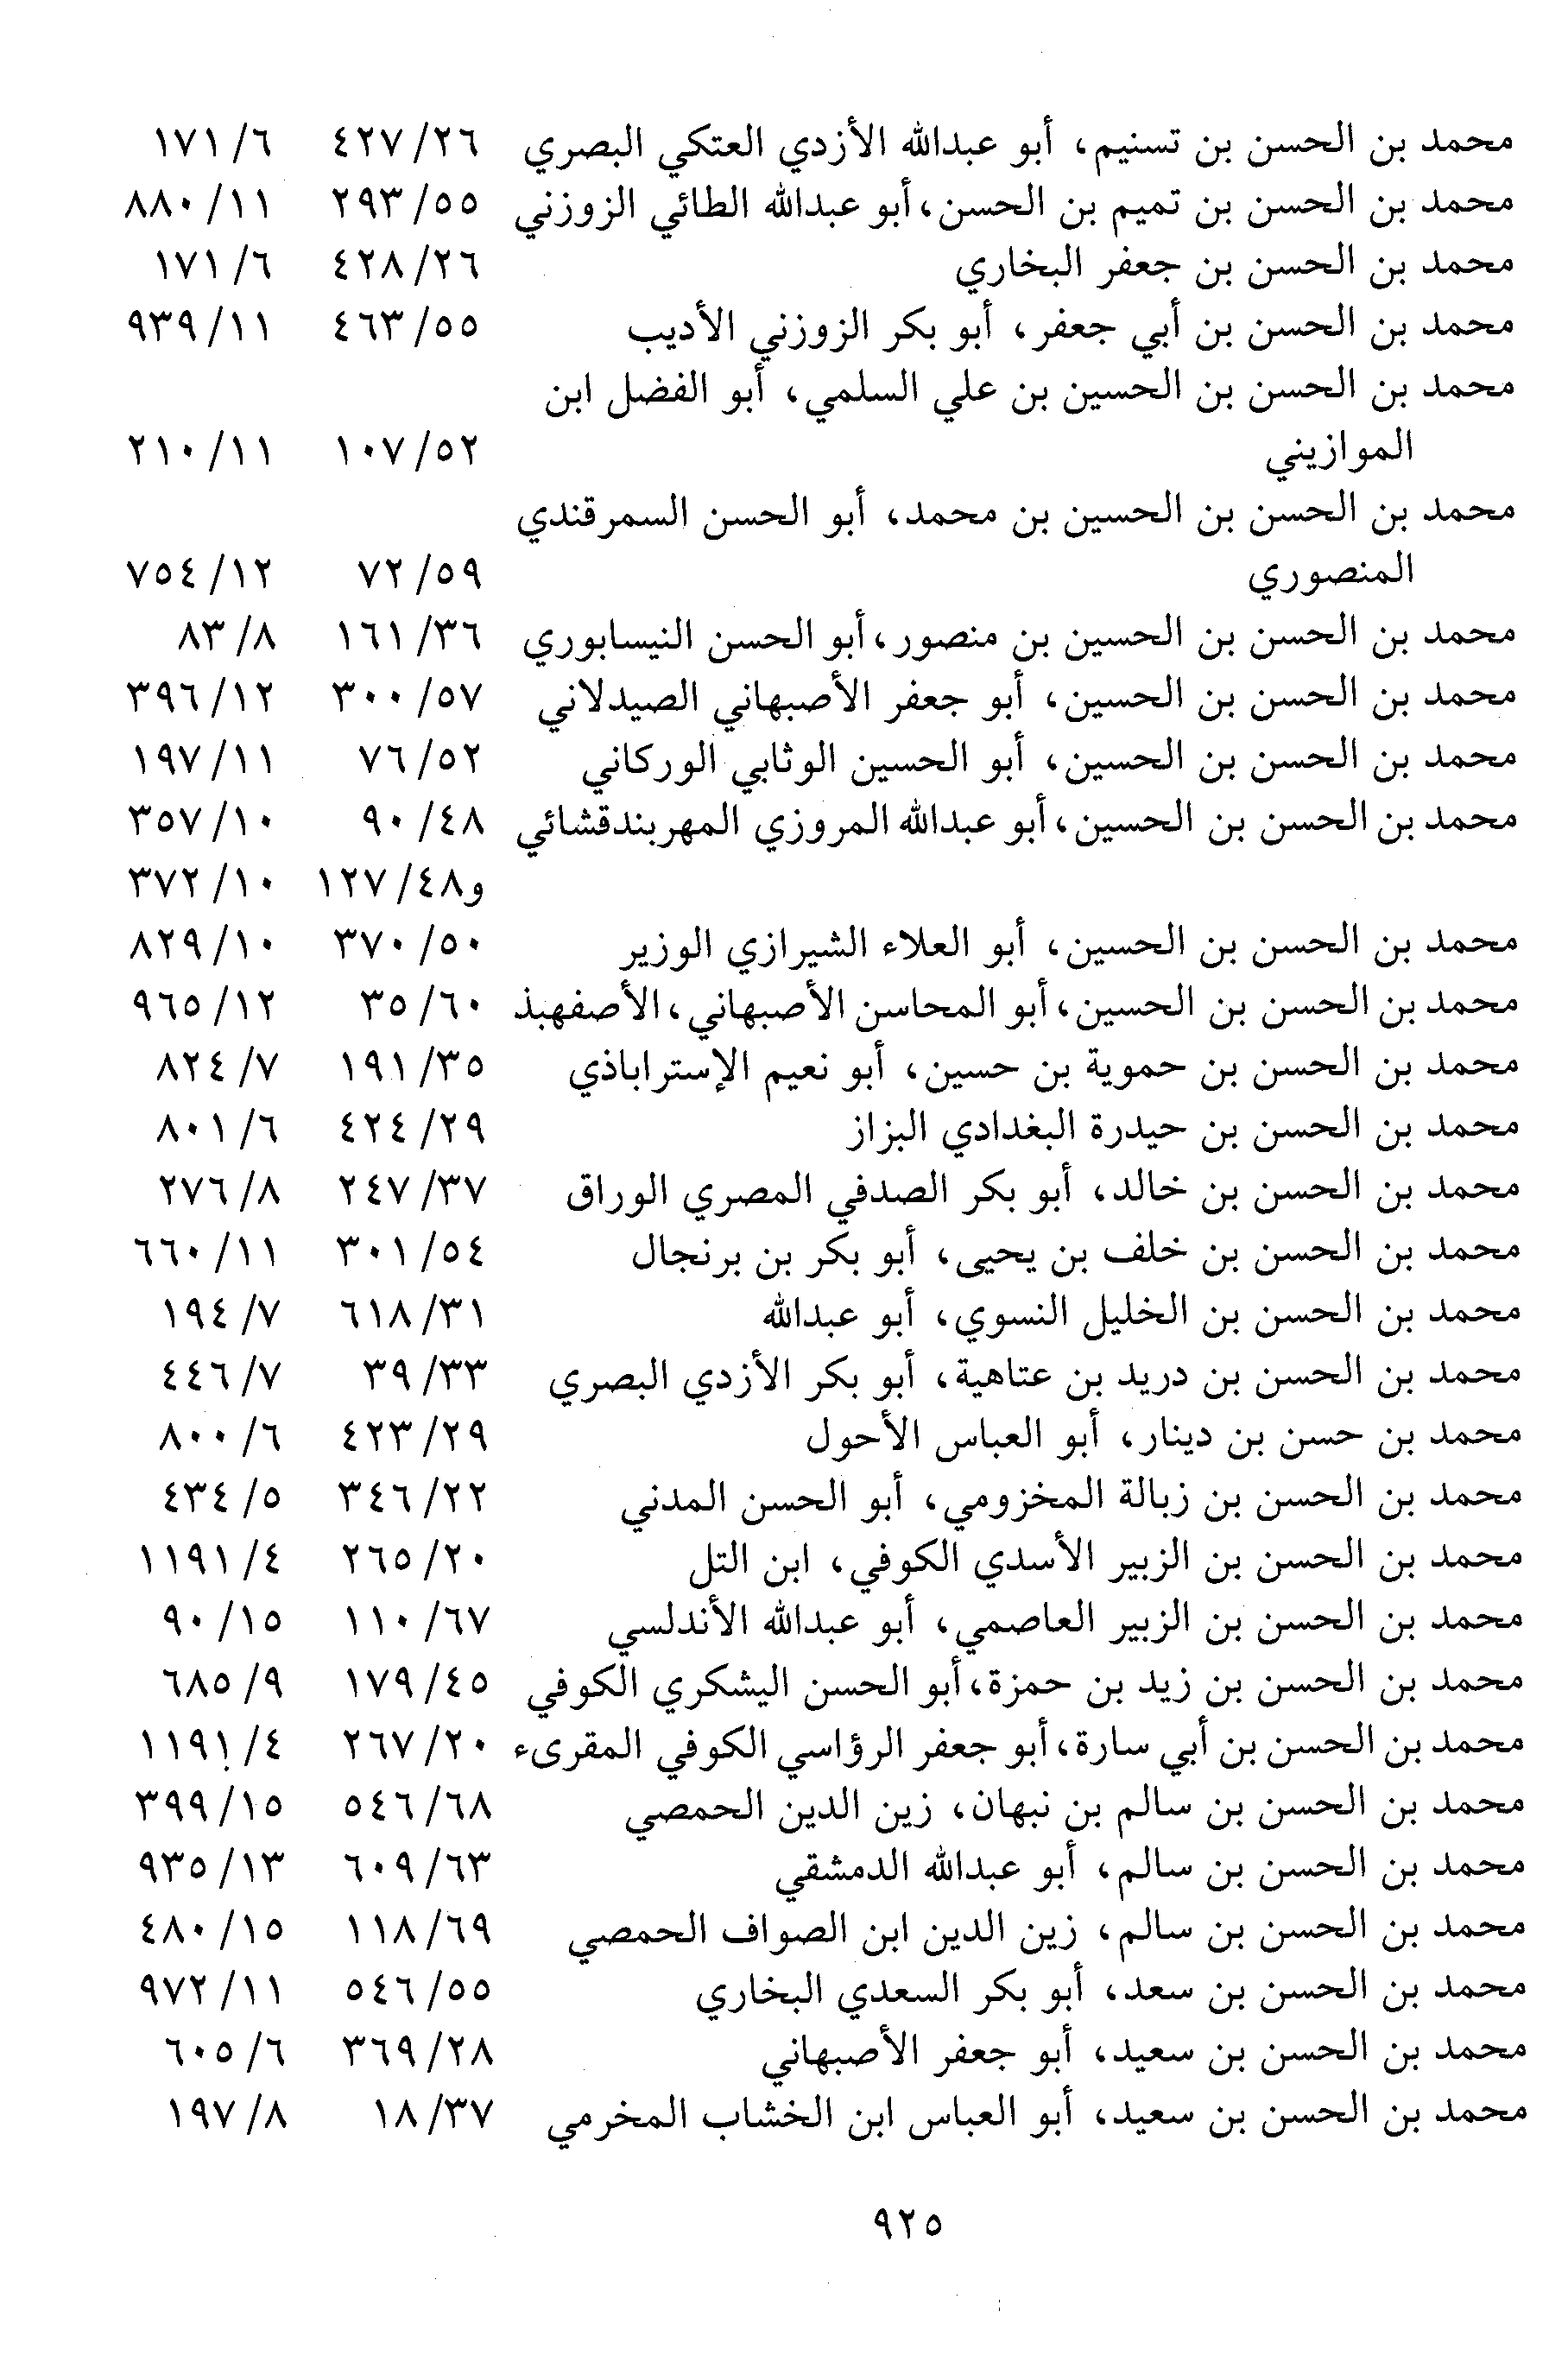 محمد بن الحسن بن تسنيم، أبو عبدالله الأزدي العتكي البصري ٤٢٧/٢٦ ١٧١/٦
محمد بن الحسن بن تميم بن الحسن، أبو عبدالله الطائي الزوزني ٢٩٣/٥٥ ٨٨٠/١١
محمد بن الحسن بن جعفر البخاري ٤٢٨/٢٦ ١٧١/٦
محمد بن الحسن بن أبي جعفر، أبو بكر الزوزني الأديب ٤٦٣/٥٥ ٩٣٩/١١
محمد بن الحسن بن الحسين بن علي السلمي، أبو الفضل ابن
الموازيني ١٠٧/٥٢ ٢١٠/١١
محمد بن الحسن بن الحسين بن محمد، أبو الحسن السمرقندي
المنصوري ٧٢/٥٩ ٧٥٤/١٢
محمد بن الحسن بن الحسين بن منصور، أبو الحسن النيسابوري ١٦١/٣٦ ٨٣/٨
محمد بن الحسن بن الحسين، أبو جعفر الأصبهاني الصيدلاني ٣٠٠/٥٧ ٣٩٦/١٢
محمد بن الحسن بن الحسين، أبو الحسين الوثابي الوركاني ٧٦/٥٢ ١٩٧/١١
محمد بن الحسن بن الحسين، أبو عبدالله المروزي المهربندقشائي ٩٠/٤٨ ٣٥٧/١٠
و١٢٧/٤٨ ٣٧٢/١٠
محمد بن الحسن بن الحسين، أبو العلاء الشيرازي الوزير ٣٧٠/٥٠ ٨٢٩/١٠
محمد بن الحسن بن الحسين، أبو المحاسن الأصبهاني، الأصفهبذ ٣٥/٦٠ ٩٦٥/١٢
محمد بن الحسن بن حموية بن حسين، أبو نعيم الإستراباذي ١٩١/٣٥ ٨٢٤/٧
محمد بن الحسن بن حيدرة البغدادي البزاز ٤٢٤/٢٩ ٨٠١/٦
محمد بن الحسن بن خالد، أبو بكر الصدفي المصري الوراق ٢٤٧/٣٧ ٢٧٦/٨
محمد بن الحسن بن خلف بن يحيى، أبو بكر بن برنجال ٣٠١/٥٤ ٦٦٠/١١
محمد بن الحسن بن الخليل النسوي، أبو عبدالله ٦١٨/٣١ ١٩٤/٧
محمد بن الحسن بن دريد بن عتاهية، أبو بكر الأزدي البصري ٣٩/٣٣ ٤٤٦/٧
محمد بن حسن بن دينار، أبو العباس الأحول ٤٢٣/٢٩ ٨٠٠/٦
محمد بن الحسن بن زبالة المخزومي، أبو الحسن المدني ٣٤٦/٢٢ ٤٣٤/٥
محمد بن الحسن بن الزبير الأسدي الكوفي، ابن التل ٢٦٥/٢٠ ١١٩١/٤
محمد بن الحسن بن الزبير العاصمي، أبو عبدالله الأندلسي ١١٠/٦٧ ٩٠/١٥
محمد بن الحسن بن زيد بن حمزة، أبو الحسن اليشكري الكوفي ١٧٩/٤٥ ٦٨٥/٩
محمد بن الحسن بن أبي سارة، أبو جعفر الرؤاسي الكوفي المقرىء ٢٦٧/٢٠ ١١٩١/٤
محمد بن الحسن بن سالم بن نبهان، زين الدين الحمصي ٥٤٦/٦٨ ٣٩٩/١٥
محمد بن الحسن بن سالم، أبو عبدالله الدمشقي ٦٠٩/٦٣ ٩٣٥/١٣
محمد بن الحسن بن سالم، زين الدين ابن الصواف الحمصي ١١٨/٦٩ ٤٨٠/١٥
محمد بن الحسن بن سعد، أبو بكر السعدي البخاري ٥٤٦/٥٥ ٩٧٢/١١
محمد بن الحسن بن سعيد، أبو جعفر الأصبهاني ٣٦٩/٢٨ ٦٠٥/٦
محمد بن الحسن بن سعيد، أبو العباس ابن الخشاب المخرمي ١٨/٣٧ ١٩٧/٨
٩٢٥